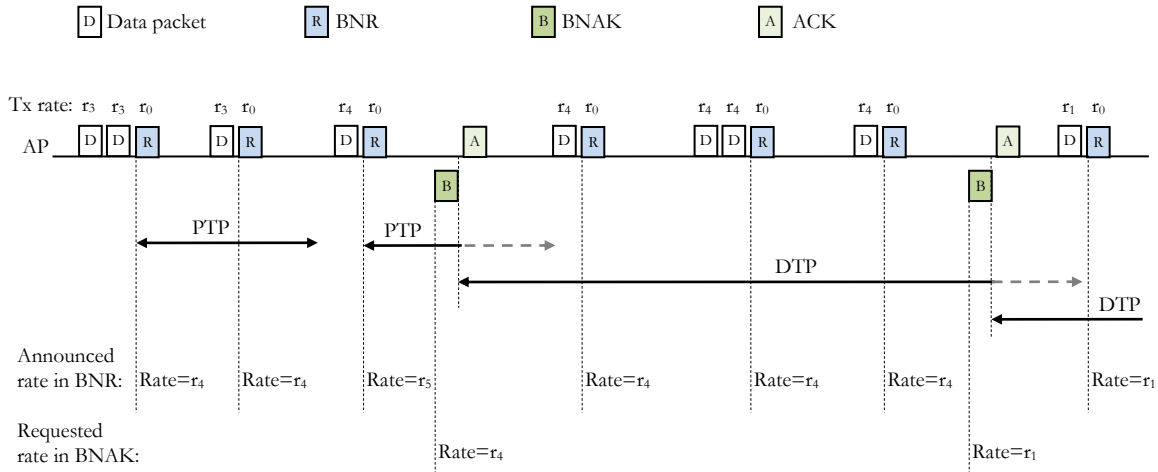 D Data packet R BNR B BNAK A ACK
Tx rate: r3 r3 r0 r3 r0 r4 r0 r4 r0 r4 r4 r0 r4 r0 r1 r0
AP D D R D R D R A D R D D R D R A D R
B B
PTP PTP
DTP
DTP
Announced
rate in BNR: Rate=r4 Rate=r4 Rate=r5 Rate=r4 Rate=r4 Rate=r4 Rate=r1
Requested
rate in BNAK: Rate=r4 Rate=r1